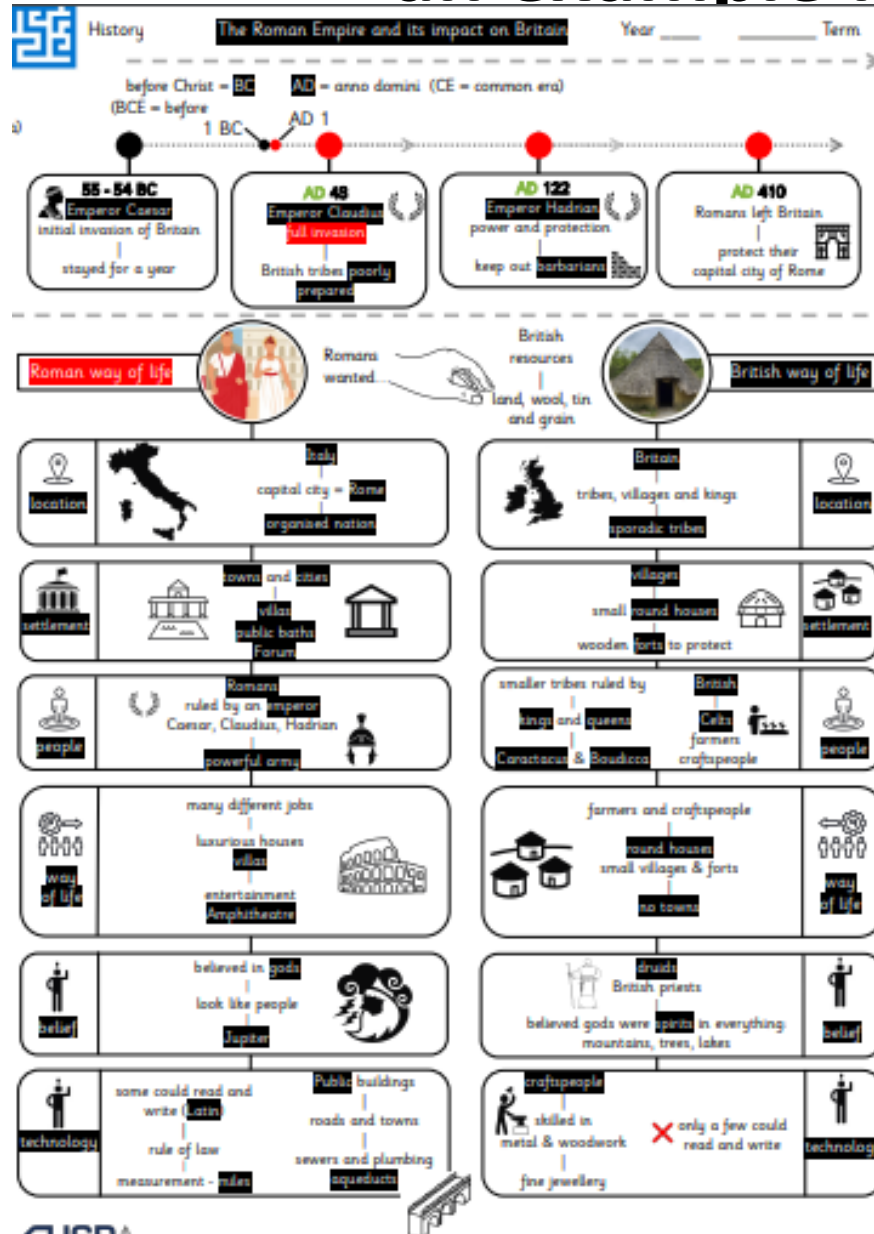 History The Roman Empire and its impact on Britain Year ____ ________ Term
before Christ = BC AD = anno domini (CE = common era)
(BCE = before
1 BC AD 1
55 - 54 BC
Emperor Caesar
initial invasion of Britain
stayed for a year
AD 43
Emperor Claudius
full invasion
British tribes poorly
prepared
AD 122
Emperor Hadrian
power and protection
keep out barbarians
AD 410
Romans left Britain
protect their
capital city of Rome
Roman way of life
Romans
wanted...
British
resources
land, wool, tin
and grain
British way of life
location
Italy
capital city = Rome
organised nation
Britain
tribes, villages and kings
sporadic tribes
location
settlement
towns and cities
villas
public baths
Forum
villages
small round houses
wooden forts to protect
settlement
people
Romans
ruled by an emperor
Caesar, Claudius, Hadrian
powerful army
smaller tribes ruled by
kings and queens
Caractacus & Boudicca
British
Celts
farmers
craftspeople
people
way
of life
many different jobs
luxurious houses
villas
entertainment
Amphitheatre
farmers and craftspeople
round houses
small villages & forts
no towns
way
of life
belief
believed in gods
look like people
Jupiter
druids
British priests
believed gods were spirits in everything:
mountains, trees, lakes
belief
technology
some could read and
write (Latin)
rule of law
measurement - miles
Public buildings
roads and towns
sewers and plumbing
aqueducts
craftspeople
skilled in
metal & woodwork
fine jewellery
only a few could
read and write
technolog